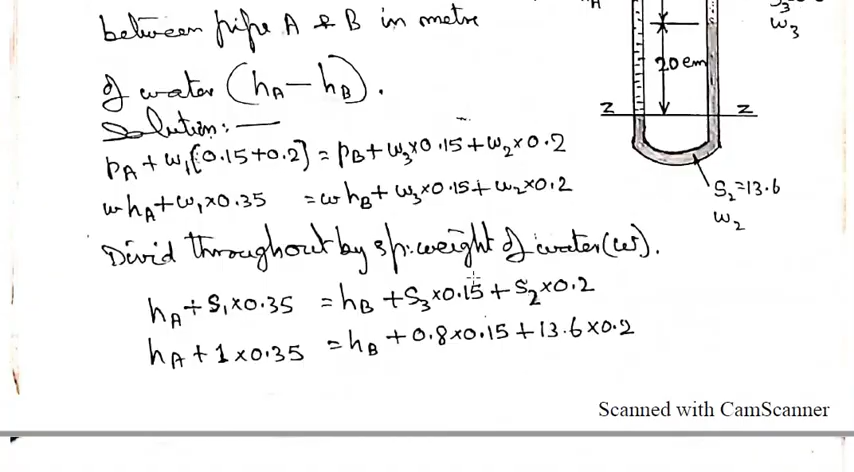 between pipe A & B in metre
of water (hA – hB).
S3
w3
20 cm
Z Z
Solution: —
PA + w1[0.15+0.2] = PB + w3×0.15 + w2×0.2
whA + w1×0.35 = whB + w3×0.15 + w2×0.2
S2=13.6
w2
Divid throughout by sp. weight of water (w).
hA + S1×0.35 = hB + S3×0.15 + S2×0.2
hA + 1×0.35 = hB + 0.8×0.15 + 13.6×0.2
Scanned with CamScanner